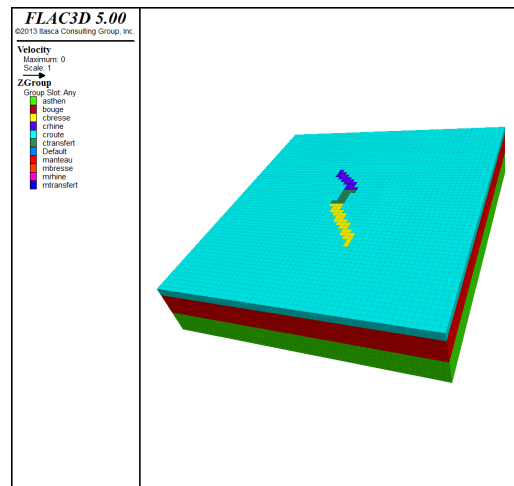 FLAC3D 5.00
©2013 Itasca Consulting Group, Inc.
Velocity
Maximum: 0
Scale: 1
ZGroup
Group Slot: Any
asthen
bouge
cbresse
crhine
croute
ctransfert
Default
manteau
mbresse
mrhine
mtransfert